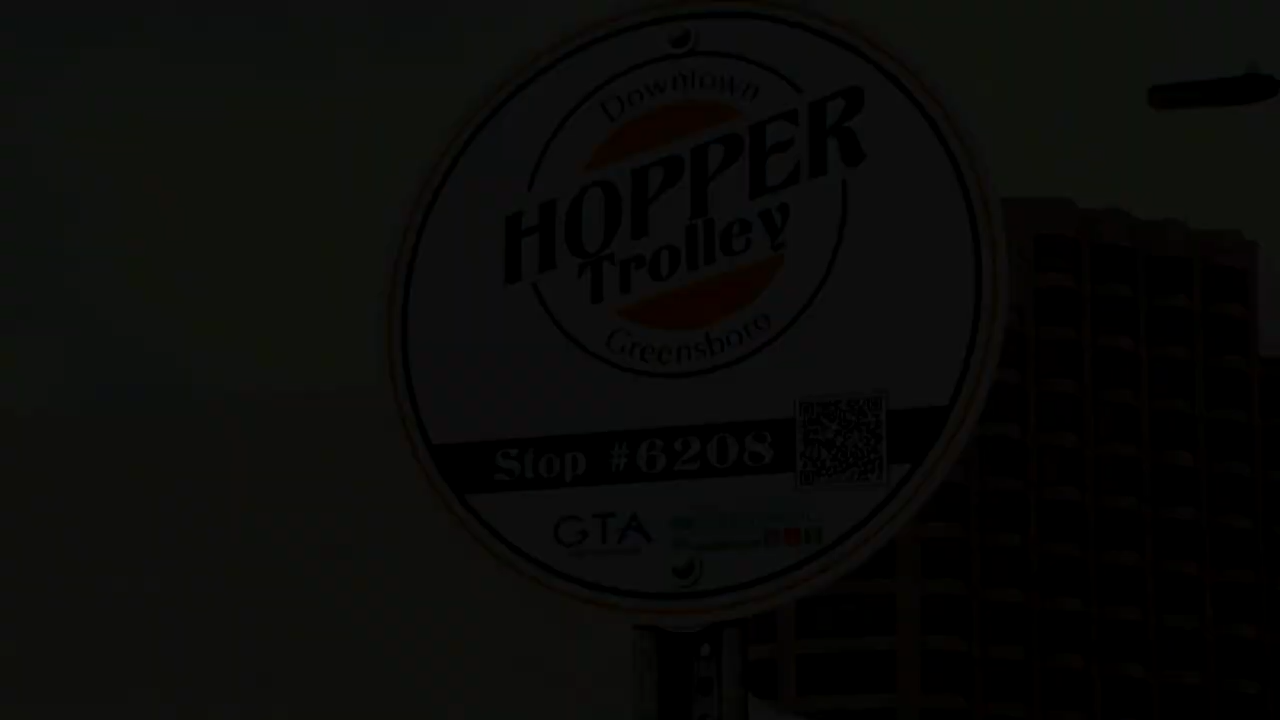 Downtown
HOPPER
Trolley
Greensboro
Stop #6208
GTA